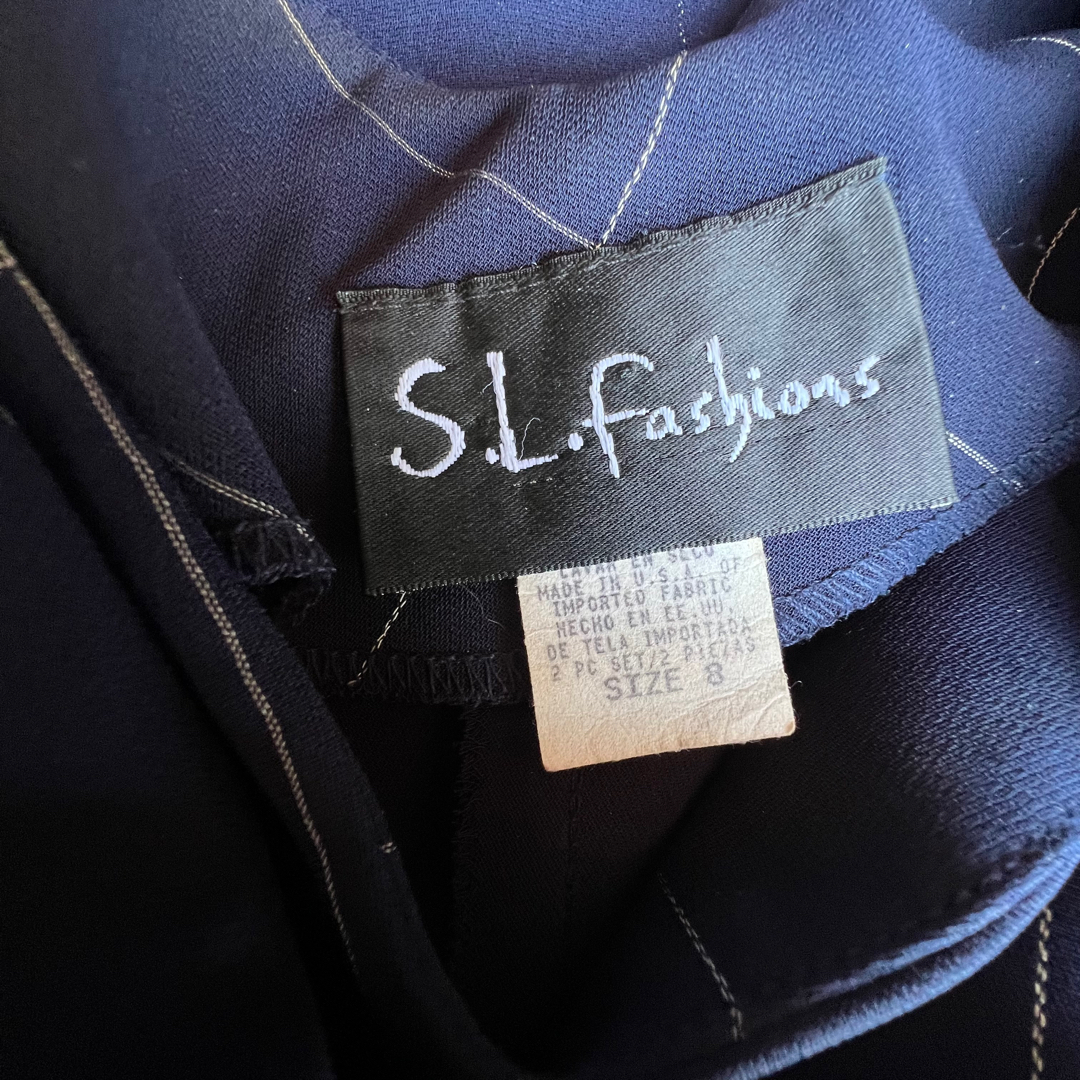 S.L. Fashions
LAVAR EN SECO
MADE IN U.S.A. OF
IMPORTED FABRIC
HECHO EN EE.UU.
DE TELA IMPORTADA
2 PC SET/2 PIEZAS
SIZE 8